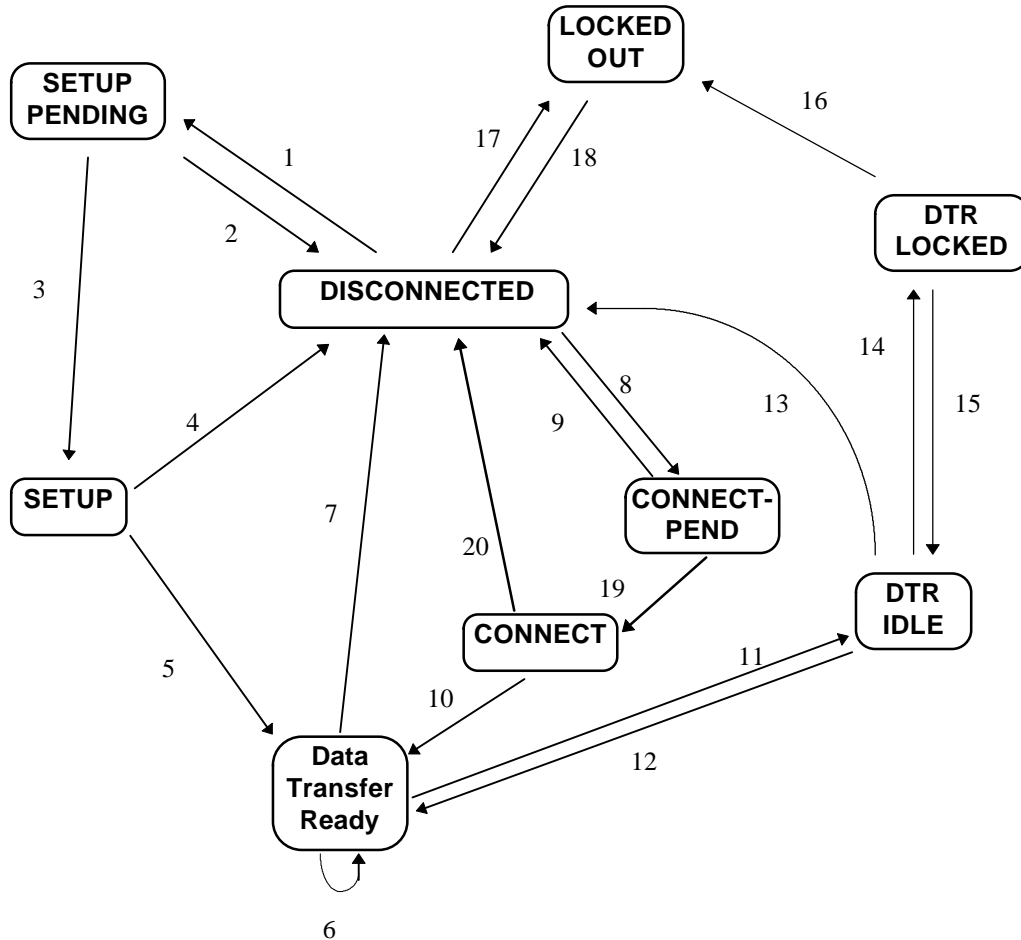 LOCKED
OUT
SETUP
PENDING
16
1
17
18
2
DTR
LOCKED
3
DISCONNECTED
14
15
8
13
4
9
SETUP
CONNECT-
PEND
7
20
19
DTR
IDLE
CONNECT
5
11
10
12
Data
Transfer
Ready
6